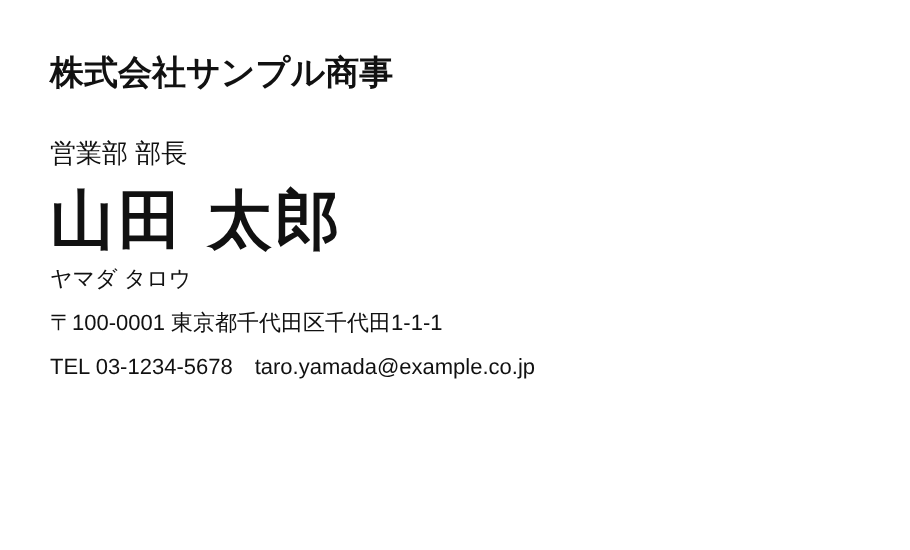 株式会社サンプル商事
営業部 部長
山田 太郎
ヤマダ タロウ
〒100-0001 東京都千代田区千代田1-1-1
TEL 03-1234-5678　taro.yamada@example.co.jp